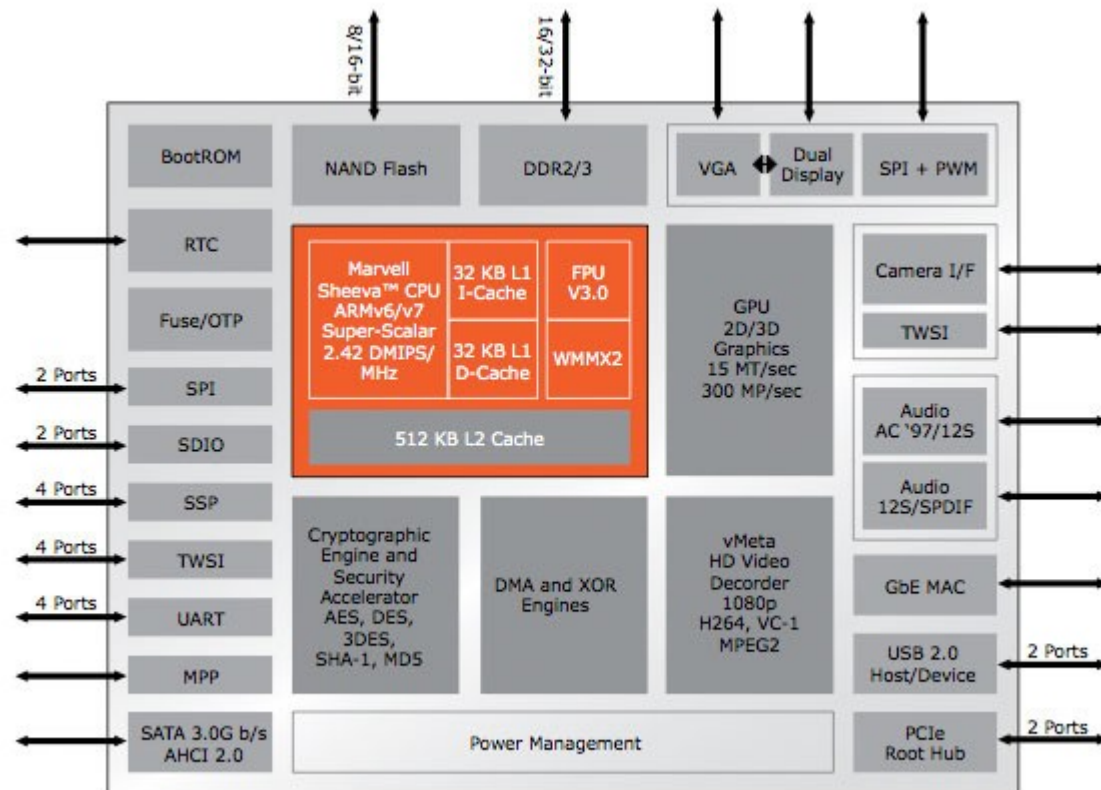 8/16-bit
16/32-bit
BootROM
NAND Flash
DDR2/3
VGA
Dual
Display
SPI + PWM
RTC
Fuse/OTP
2 Ports
SPI
2 Ports
SDIO
4 Ports
SSP
4 Ports
TWSI
4 Ports
UART
MPP
SATA 3.0G b/s
AHCI 2.0
Marvell
Sheeva™ CPU
ARMv6/v7
Super-Scalar
2.42 DMIPS/
MHz
32 KB L1
I-Cache
32 KB L1
D-Cache
FPU
V3.0
WMMX2
512 KB L2 Cache
GPU
2D/3D
Graphics
15 MT/sec
300 MP/sec
Camera I/F
TWSI
Audio
AC ‘97/12S
Audio
12S/SPDIF
Cryptographic
Engine and
Security
Accelerator
AES, DES,
3DES,
SHA-1, MD5
DMA and XOR
Engines
vMeta
HD Video
Decorder
1080p
H264, VC-1
MPEG2
GbE MAC
USB 2.0
Host/Device
2 Ports
PCIe
Root Hub
2 Ports
Power Management